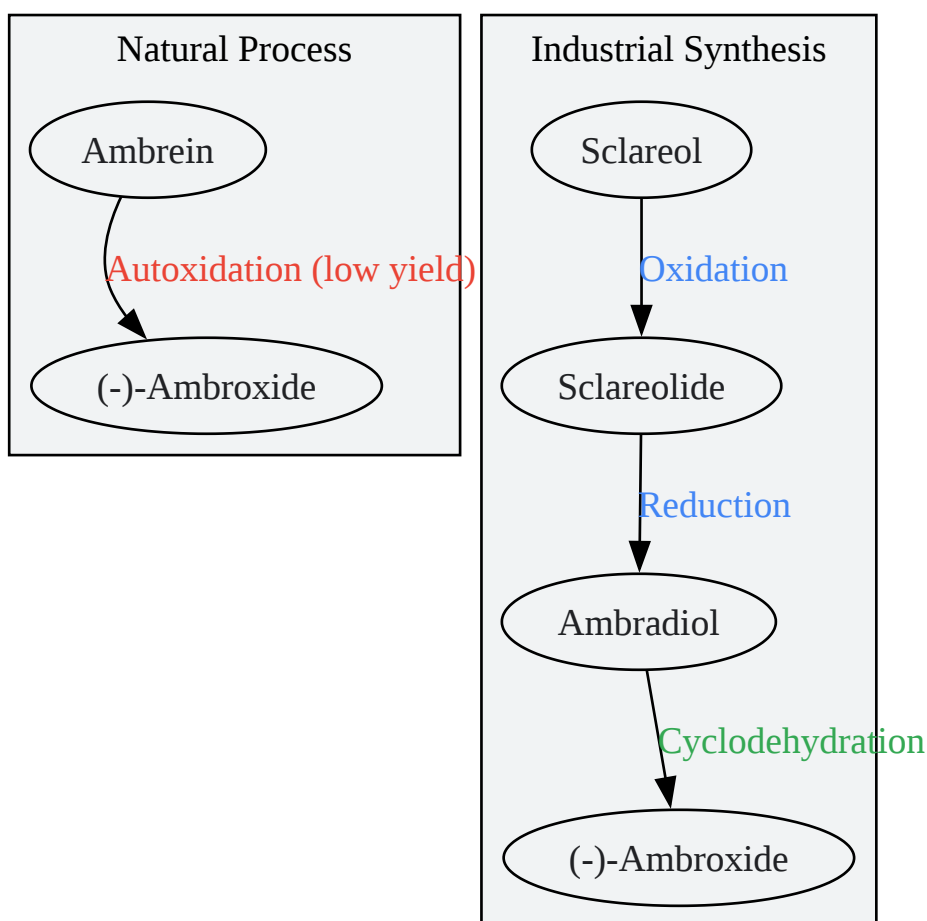 Natural Process
Ambrein
Autoxidation (low yield)
(-)-Ambroxide
Industrial Synthesis
Sclareol
Oxidation
Sclareolide
Reduction
Ambradiol
Cyclodehydration
(-)-Ambroxide